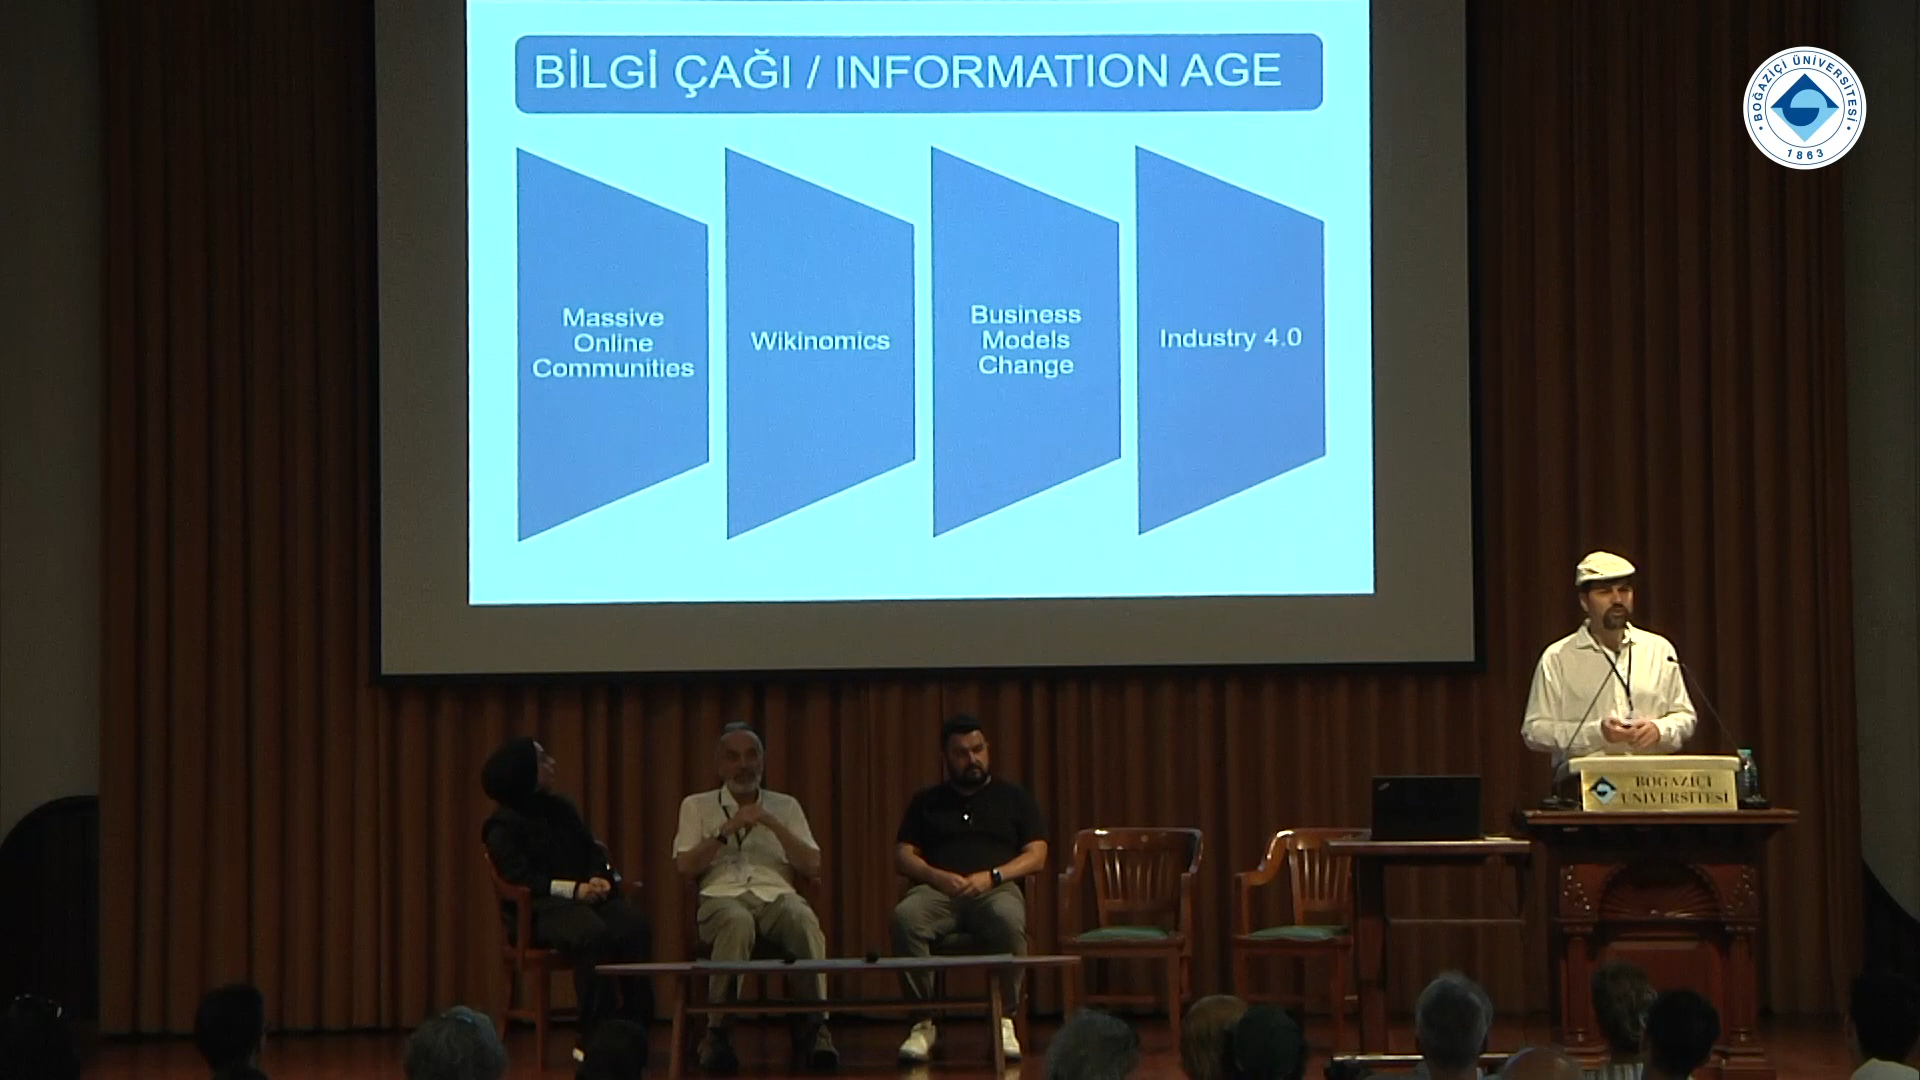 BİLGİ ÇAĞI / INFORMATION AGE
Massive
Online
Communities
Wikinomics
Business
Models
Change
Industry 4.0
BOĞAZİÇİ ÜNİVERSİTESİ
1863
BOĞAZİÇİ
ÜNİVERSİTESİ